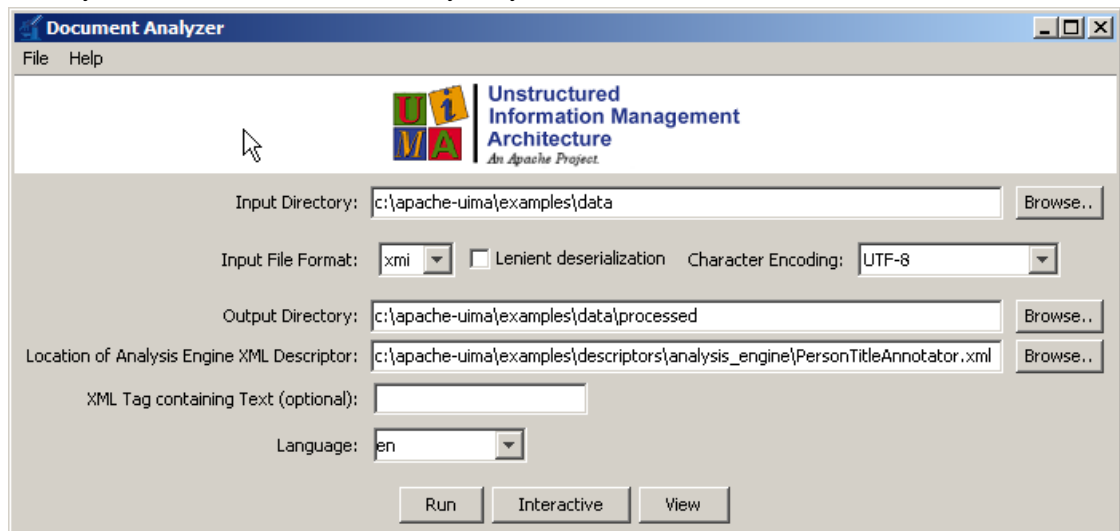 Document Analyzer
File Help
UIMA
Unstructured
Information Management
Architecture
An Apache Project.
Input Directory: c:\apache-uima\examples\data Browse..
Input File Format: xmi Lenient deserialization Character Encoding: UTF-8
Output Directory: c:\apache-uima\examples\data\processed Browse..
Location of Analysis Engine XML Descriptor: c:\apache-uima\examples\descriptors\analysis_engine\PersonTitleAnnotator.xml Browse..
XML Tag containing Text (optional):
Language: en
Run Interactive View